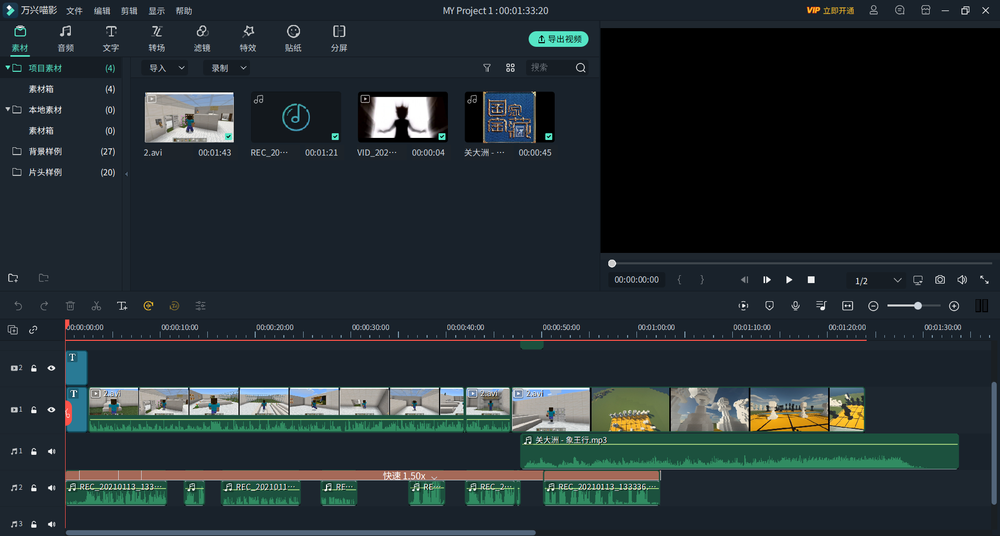 万兴喵影 文件 编辑 剪辑 显示 帮助 MY Project 1 : 00:01:33:20 VIP 立即开通
素材 音频 文字 转场 滤镜 特效 贴纸 分屏 导出视频
项目素材 (4) 导入 录制 搜索
素材箱 (4)
本地素材 (0)
素材箱 (0)
背景样例 (27)
片头样例 (20)
国家宝藏
2.avi 00:01:43 REC_20··· 00:01:21 VID_202··· 00:00:04 关大洲 - ··· 00:00:45
00:00:00:00 { } 1/2
00:00:00:00 00:00:10:00 00:00:20:00 00:00:30:00 00:00:40:00 00:00:50:00 00:01:00:00 00:01:10:00 00:01:20:00 00:01:30:00
2 T
T 2.avi 2.avi 2.avi
1
关大洲 - 象王行.mp3
1
快速 1.50x
2 REC_20210113_133··· REC_2021011··· RE··· RE··· REC_2··· REC_20210113_133336.···
3